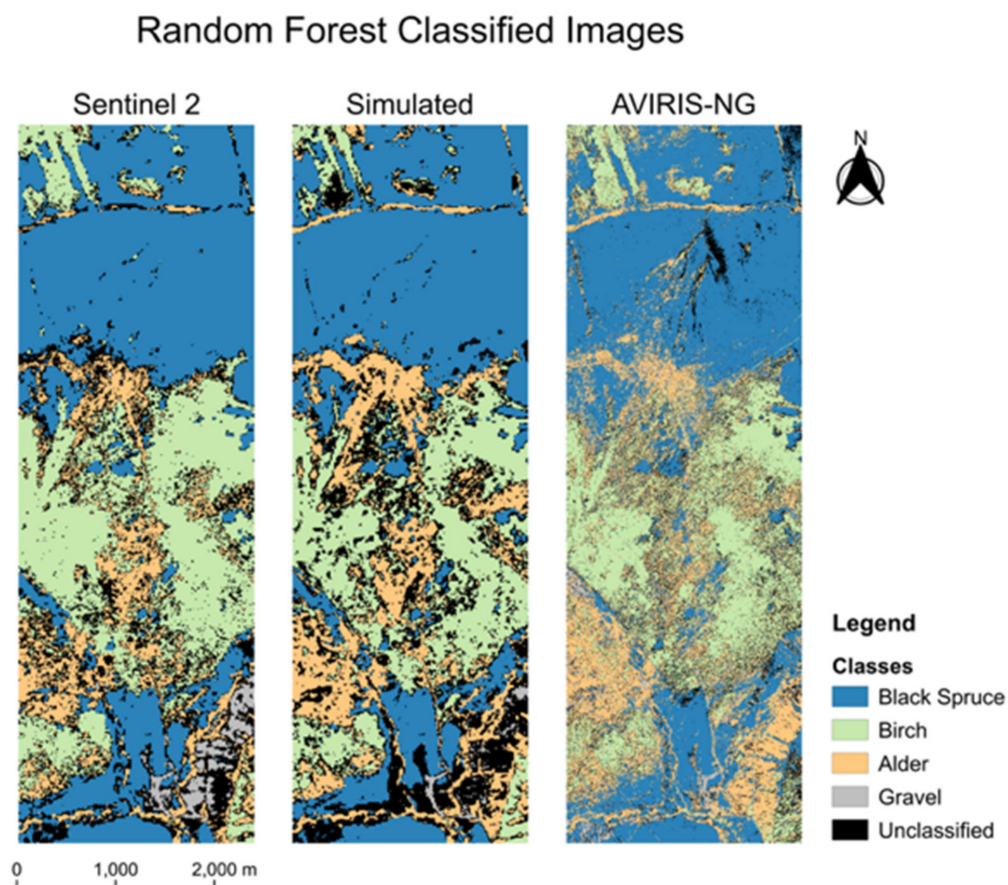 Random Forest Classified Images
Sentinel 2
Simulated
AVIRIS-NG
N
Legend
Classes
Black Spruce
Birch
Alder
Gravel
Unclassified
0 1,000 2,000 m